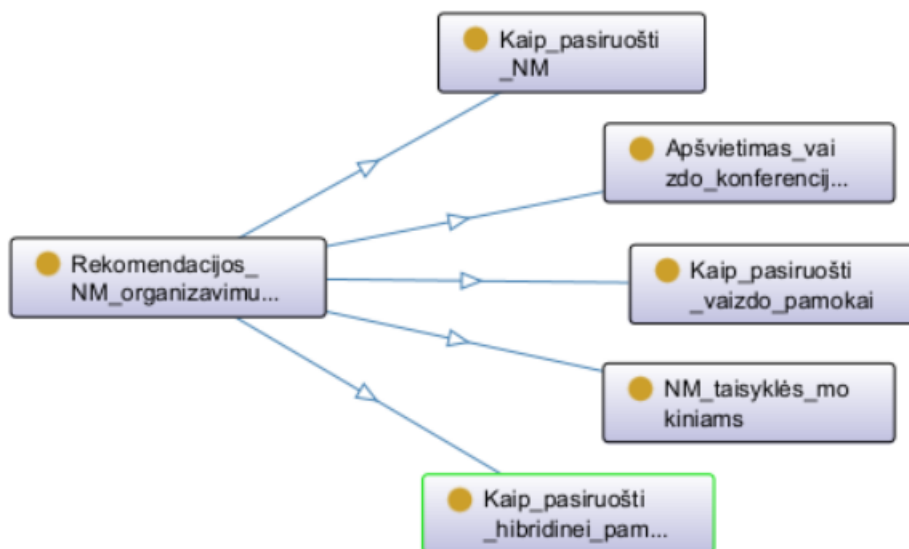 Kaip_pasiruošti
_NM
Apšvietimas_vai
zdo_konferencij...
Rekomendacijos_
NM_organizavimu...
Kaip_pasiruošti
_vaizdo_pamokai
NM_taisyklės_mo
kiniams
Kaip_pasiruošti
_hibridinei_pam...